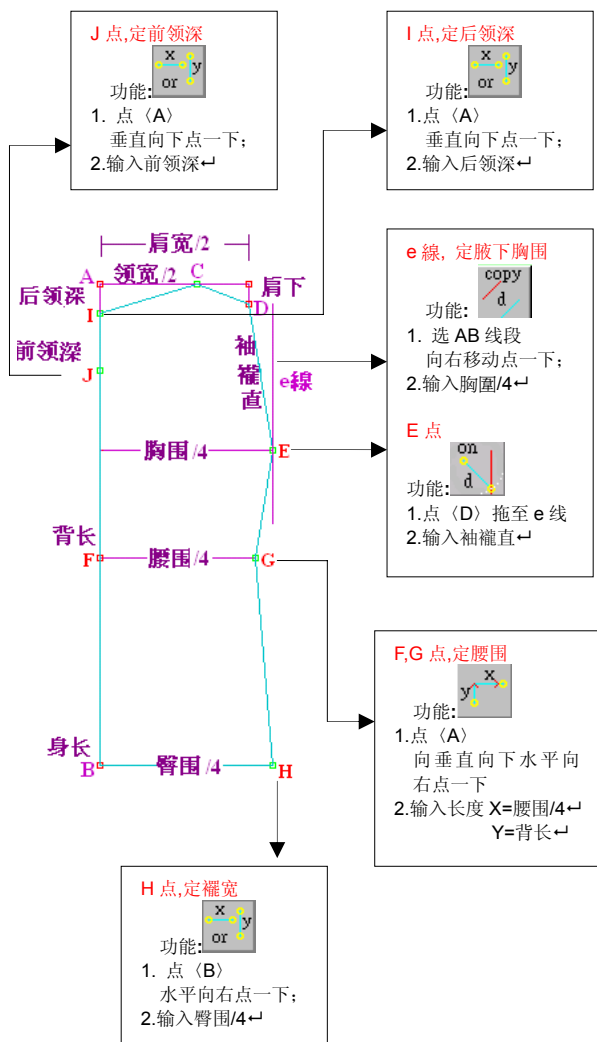 J 点,定前领深
x
y
or
功能:
1. 点〈A〉
垂直向下点一下；
2.输入前领深↵
I 点,定后领深
x
y
or
功能:
1.点〈A〉
垂直向下点一下；
2.输入后领深↵
肩宽/2
A
领宽/2
C
肩下
后领深
D
I
前领深
J
袖襱直
e線
胸围/4
E
背长
F
腰围/4
G
身长
B
臀围/4
H
e 線, 定腋下胸围
copy
d
功能:
1. 选 AB 线段
向右移动点一下；
2.输入胸圍/4↵
E 点
on
d
功能:
1.点〈D〉拖至 e 线
2.输入袖襱直↵
F,G 点,定腰围
x
y
功能:
1.点〈A〉
向垂直向下水平向
右点一下
2.输入长度 X=腰围/4↵
Y=背长↵
H 点,定襬宽
x
y
or
功能:
1. 点〈B〉
水平向右点一下；
2.输入臀围/4↵